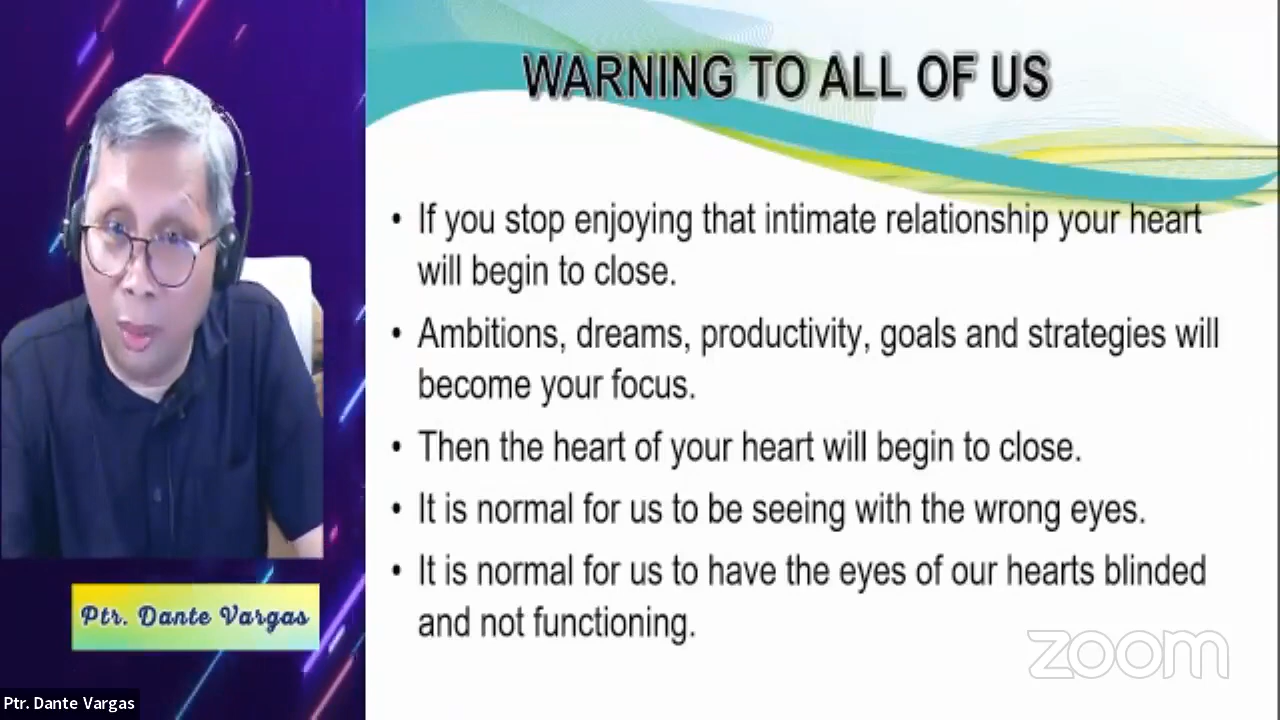 WARNING TO ALL OF US
• If you stop enjoying that intimate relationship your heart
will begin to close.
• Ambitions, dreams, productivity, goals and strategies will
become your focus.
• Then the heart of your heart will begin to close.
• It is normal for us to be seeing with the wrong eyes.
• It is normal for us to have the eyes of our hearts blinded
and not functioning.
Ptr. Dante Vargas
Ptr. Dante Vargas
zoom